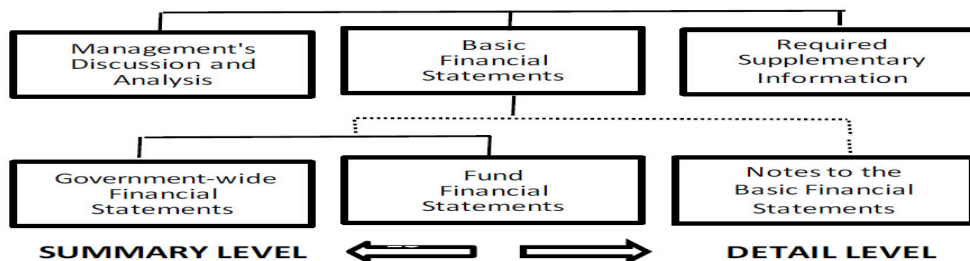 Management's
Discussion and
Analysis
Basic
Financial
Statements
Required
Supplementary
Information
Government-wide
Financial
Statements
Fund
Financial
Statements
Notes to the
Basic Financial
Statements
SUMMARY LEVEL
DETAIL LEVEL